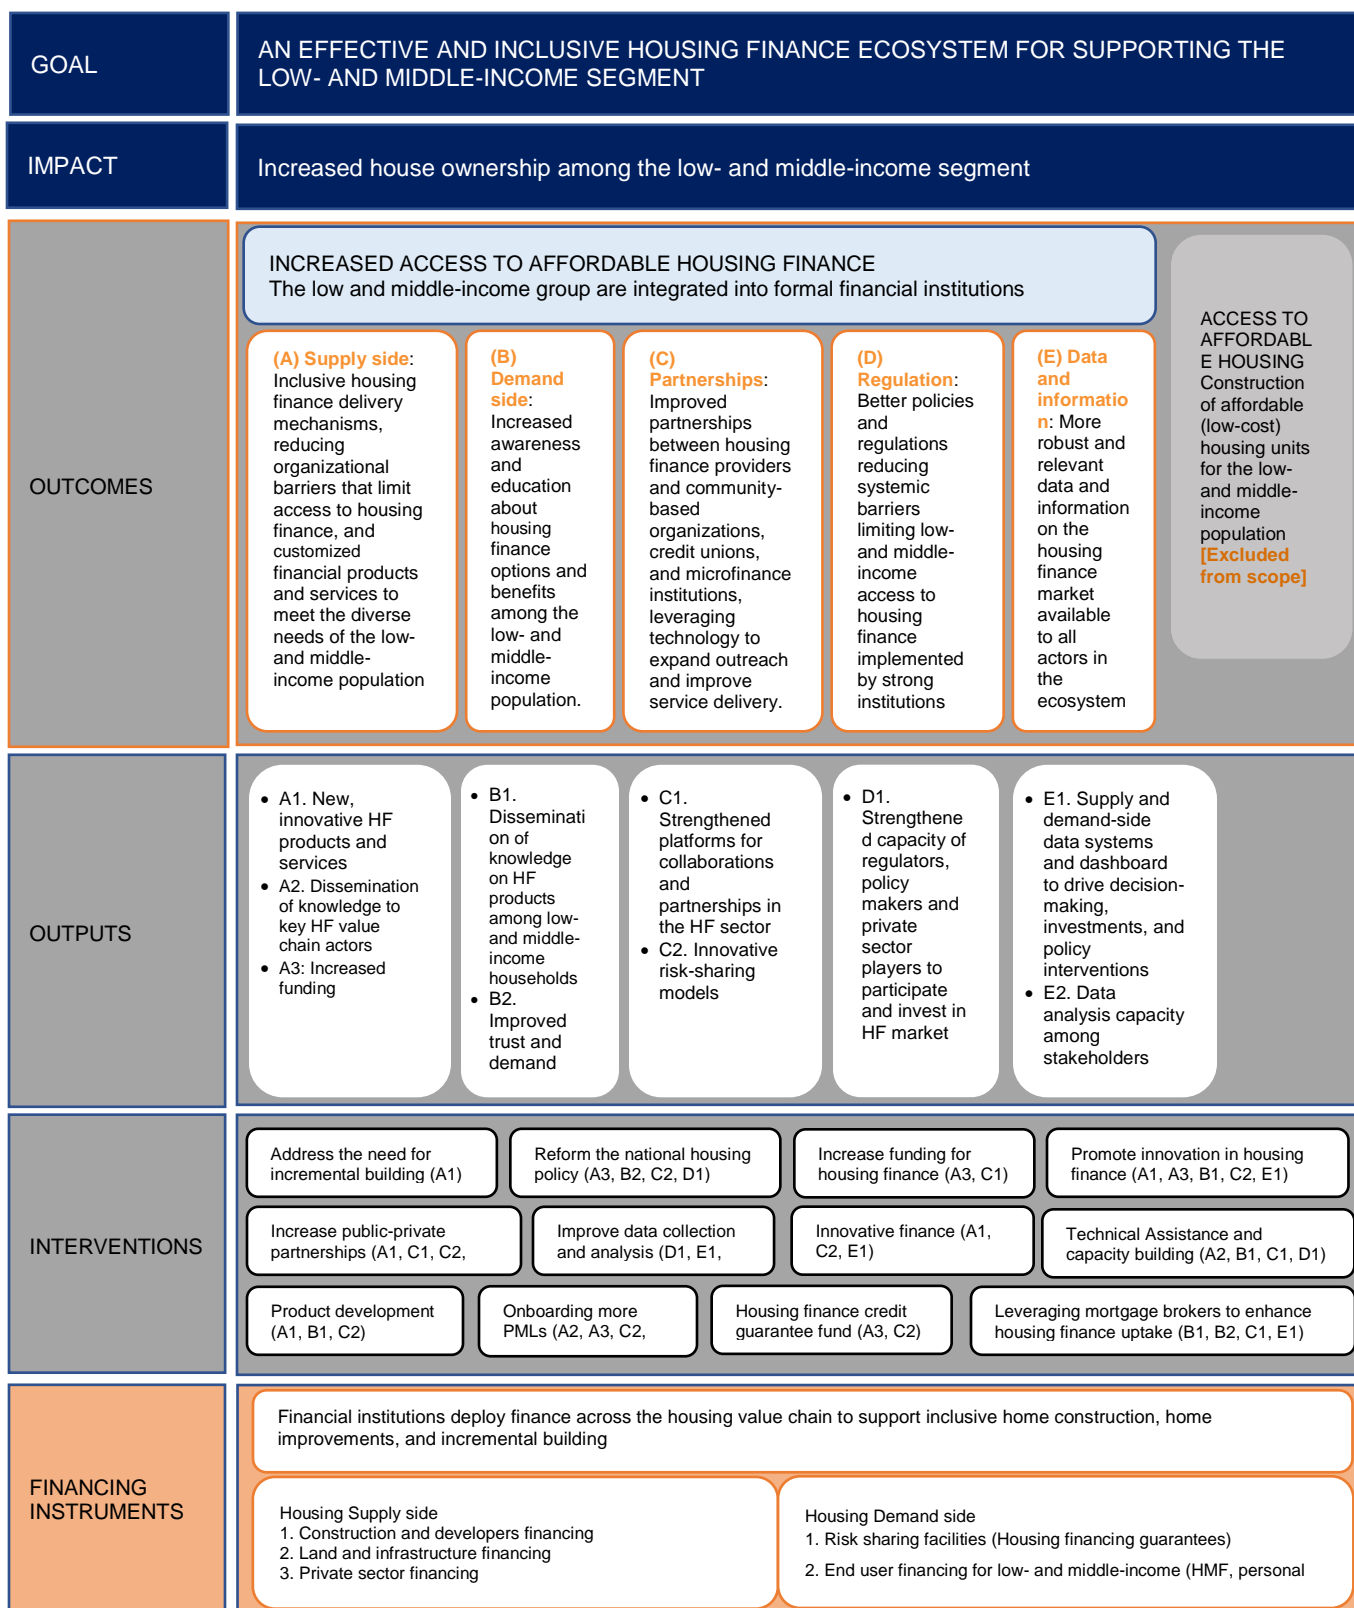 GOAL
AN EFFECTIVE AND INCLUSIVE HOUSING FINANCE ECOSYSTEM FOR SUPPORTING THE
LOW- AND MIDDLE-INCOME SEGMENT
IMPACT
Increased house ownership among the low- and middle-income segment
OUTCOMES
INCREASED ACCESS TO AFFORDABLE HOUSING FINANCE
The low and middle-income group are integrated into formal financial institutions
(A) Supply side:
Inclusive housing
finance delivery
mechanisms,
reducing
organizational
barriers that limit
access to housing
finance, and
customized
financial products
and services to
meet the diverse
needs of the low-
and middle-
income population
(B)
Demand
side:
Increased
awareness
and
education
about
housing
finance
options and
benefits
among the
low- and
middle-
income
population.
(C)
Partnerships:
Improved
partnerships
between housing
finance providers
and community-
based
organizations,
credit unions,
and microfinance
institutions,
leveraging
technology to
expand outreach
and improve
service delivery.
(D)
Regulation:
Better policies
and
regulations
reducing
systemic
barriers
limiting low-
and middle-
income
access to
housing
finance
implemented
by strong
institutions
(E) Data
and
informatio
n: More
robust and
relevant
data and
information
on the
housing
finance
market
available
to all
actors in
the
ecosystem
ACCESS TO
AFFORDABL
E HOUSING
Construction
of affordable
(low-cost)
housing units
for the low-
and middle-
income
population
[Excluded
from scope]
OUTPUTS
• A1. New,
innovative HF
products and
services
• A2. Dissemination
of knowledge to
key HF value
chain actors
• A3: Increased
funding
• B1.
Disseminati
on of
knowledge
on HF
products
among low-
and middle-
income
households
• B2.
Improved
trust and
demand
• C1.
Strengthened
platforms for
collaborations
and
partnerships in
the HF sector
• C2. Innovative
risk-sharing
models
• D1.
Strengthene
d capacity of
regulators,
policy
makers and
private
sector
players to
participate
and invest in
HF market
• E1. Supply and
demand-side
data systems
and dashboard
to drive decision-
making,
investments, and
policy
interventions
• E2. Data
analysis capacity
among
stakeholders
INTERVENTIONS
Address the need for
incremental building (A1)
Reform the national housing
policy (A3, B2, C2, D1)
Increase funding for
housing finance (A3, C1)
Promote innovation in housing
finance (A1, A3, B1, C2, E1)
Increase public-private
partnerships (A1, C1, C2,
Improve data collection
and analysis (D1, E1,
Innovative finance (A1,
C2, E1)
Technical Assistance and
capacity building (A2, B1, C1, D1)
Product development
(A1, B1, C2)
Onboarding more
PMLs (A2, A3, C2,
Housing finance credit
guarantee fund (A3, C2)
Leveraging mortgage brokers to enhance
housing finance uptake (B1, B2, C1, E1)
FINANCING
INSTRUMENTS
Financial institutions deploy finance across the housing value chain to support inclusive home construction, home
improvements, and incremental building
Housing Supply side
1. Construction and developers financing
2. Land and infrastructure financing
3. Private sector financing
Housing Demand side
1. Risk sharing facilities (Housing financing guarantees)
2. End user financing for low- and middle-income (HMF, personal